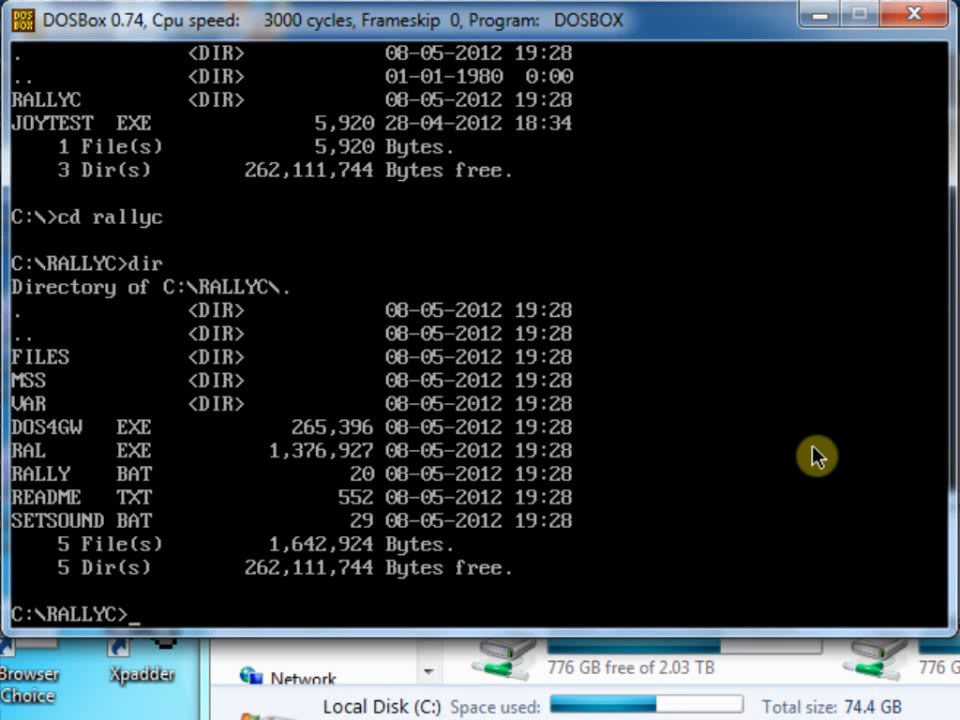 DOSBox 0.74, Cpu speed: 3000 cycles, Frameskip 0, Program: DOSBOX
. <DIR> 08-05-2012 19:28
.. <DIR> 01-01-1980 0:00
RALLYC <DIR> 08-05-2012 19:28
JOYTEST EXE 5,920 28-04-2012 18:34
1 File(s) 5,920 Bytes.
3 Dir(s) 262,111,744 Bytes free.
C:\>cd rallyc
C:\RALLYC>dir
Directory of C:\RALLYC\.
. <DIR> 08-05-2012 19:28
.. <DIR> 08-05-2012 19:28
FILES <DIR> 08-05-2012 19:28
MSS <DIR> 08-05-2012 19:28
VAR <DIR> 08-05-2012 19:28
DOS4GW EXE 265,396 08-05-2012 19:28
RAL EXE 1,376,927 08-05-2012 19:28
RALLY BAT 20 08-05-2012 19:28
README TXT 552 08-05-2012 19:28
SETSOUND BAT 29 08-05-2012 19:28
5 File(s) 1,642,924 Bytes.
5 Dir(s) 262,111,744 Bytes free.
C:\RALLYC>_
Browser Choice
Xpadder
Network
776 GB free of 2.03 TB
776 G
Local Disk (C:) Space used: Total size: 74.4 GB